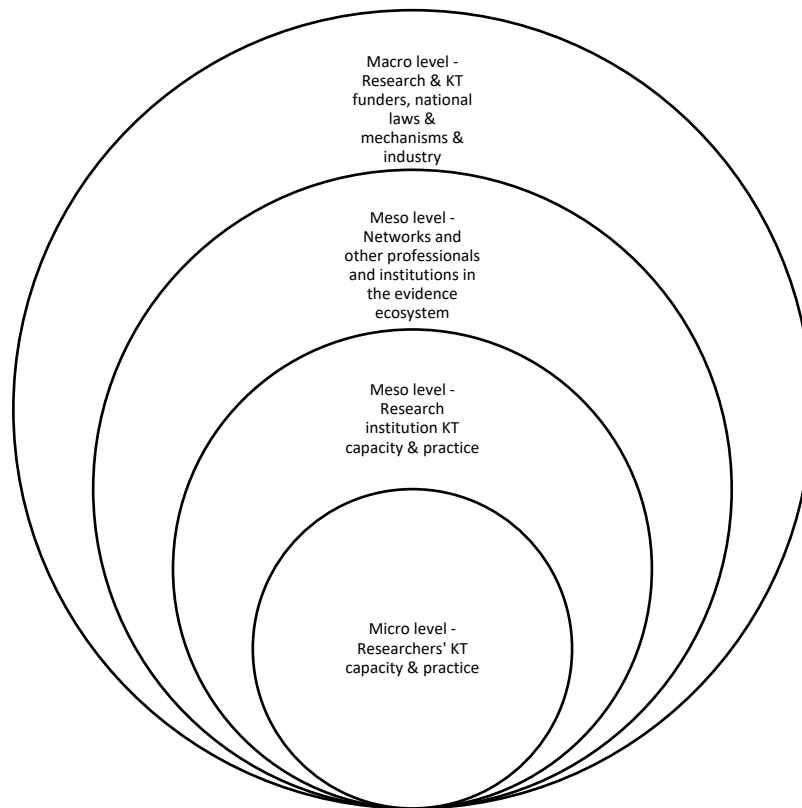 Macro level -
Research & KT
funders, national
laws &
mechanisms &
industry
Meso level -
Networks and
other professionals
and institutions in
the evidence
ecosystem
Meso level -
Research
institution KT
capacity & practice
Micro level -
Researchers' KT
capacity & practice